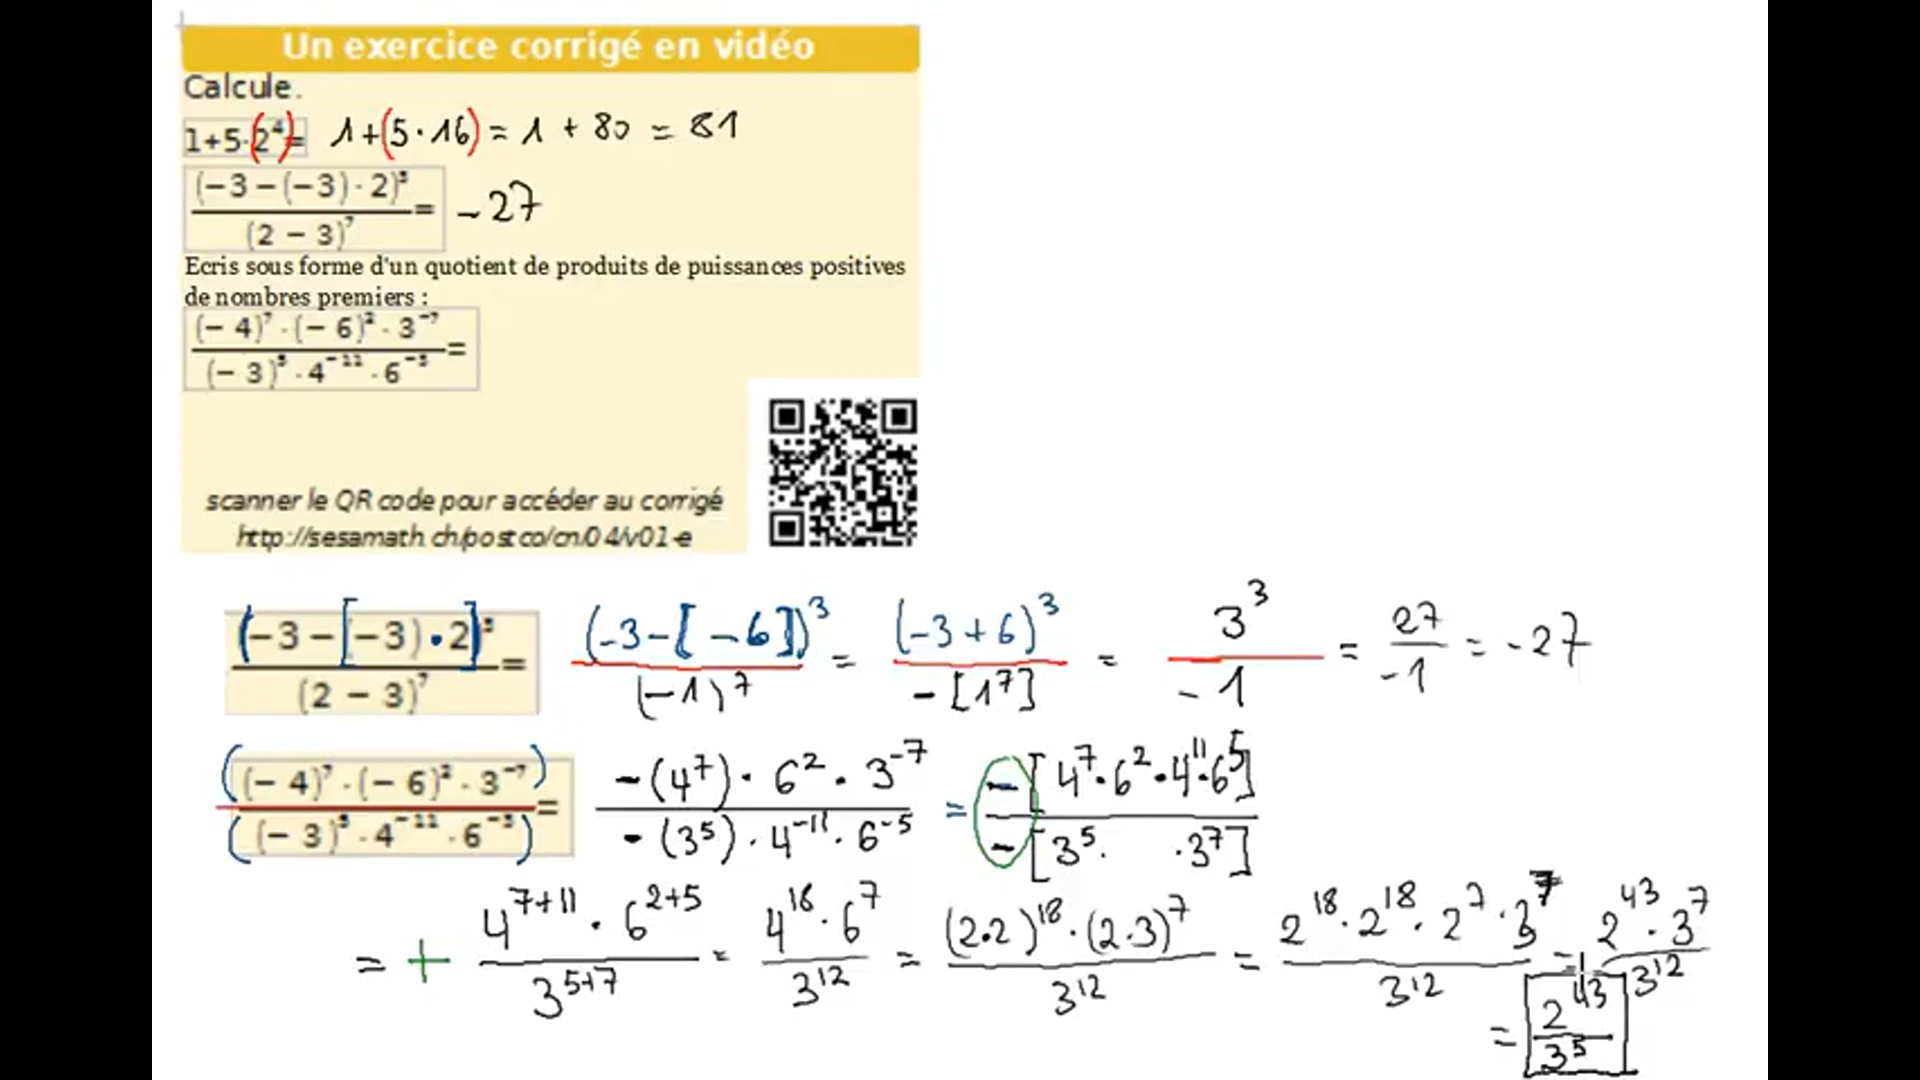 Un exercice corrigé en vidéo
Calcule.
1+5·(2⁴)= 1+(5·16) = 1 + 80 = 81
(−3−(−3)·2)³ / (2 − 3)⁷ = −27
Ecris sous forme d'un quotient de produits de puissances positives
de nombres premiers :
(− 4)⁷·(− 6)²·3⁻⁷ / (− 3)⁵·4⁻¹¹·6⁻⁵ =
scanner le QR code pour accéder au corrigé
http://sesamath.ch/postco/cn/04/v01-e
(−3−[−3)·2]³ / (2 − 3)⁷ = (−3−[−6])³ / (−1)⁷ = (−3+6)³ / −[1⁷] = 3³ / −1 = 27 / −1 = −27
((− 4)⁷·(− 6)²·3⁻⁷) / ((− 3)⁵·4⁻¹¹·6⁻⁵) = −(4⁷)·6²·3⁻⁷ / −(3⁵)·4⁻¹¹·6⁻⁵ = −[4⁷·6²·4¹¹·6⁵] / −[3⁵· ·3⁷]
= + 4⁷⁺¹¹·6²⁺⁵ / 3⁵⁺⁷ = 4¹⁸·6⁷ / 3¹² = (2·2)¹⁸·(2·3)⁷ / 3¹² = 2¹⁸·2¹⁸·2⁷·3⁷ / 3¹² = 2⁴³·3⁷ / 3¹²
= 2⁴³ / 3⁵